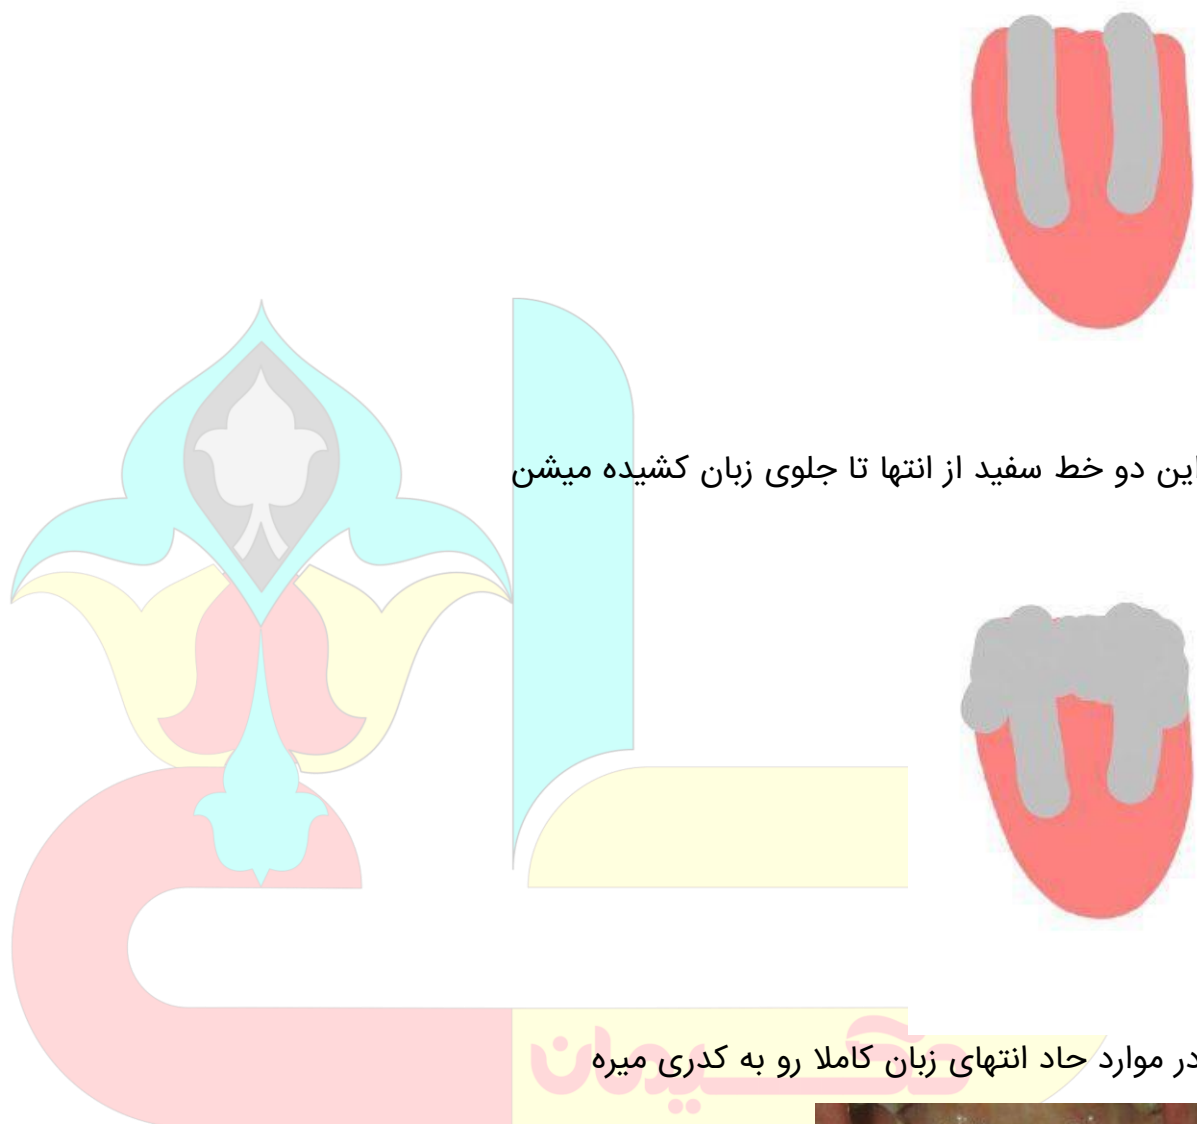 این دو خط سفید از انتها تا جلوی زبان کشیده میشن
در موارد حاد انتهای زبان کاملا رو به کدری میره
حکــیمان